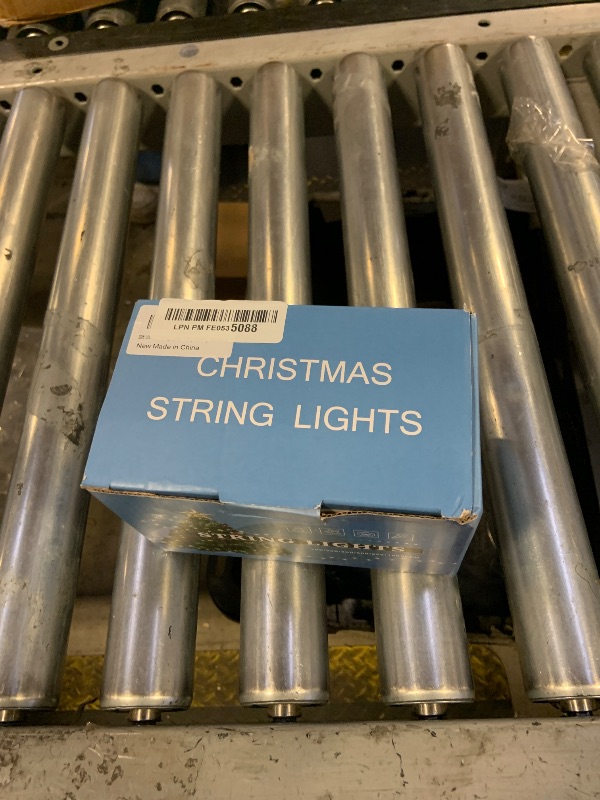 LPN PM FE0535088
New Made in China
CHRISTMAS
STRING LIGHTS
STRING LIGHTS